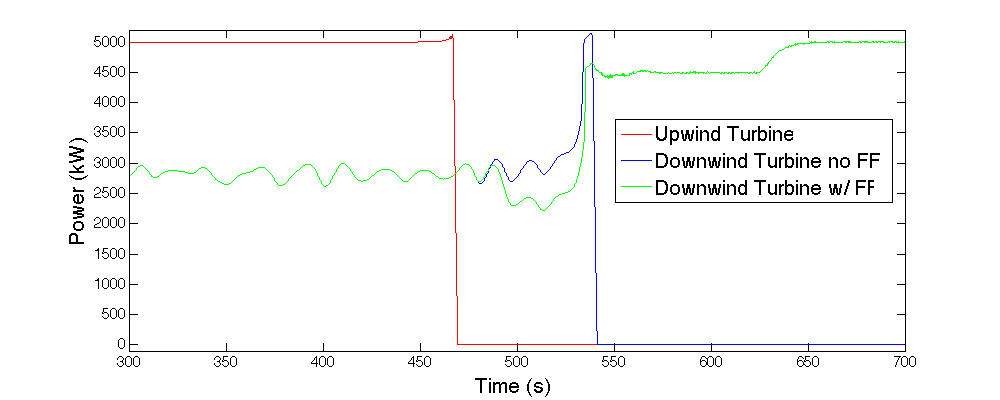 5000
4500
4000
3500
3000
2500
2000
1500
1000
500
0
Power (kW)
Upwind Turbine
Downwind Turbine no FF
Downwind Turbine w/ FF
300 350 400 450 500 550 600 650 700
Time (s)